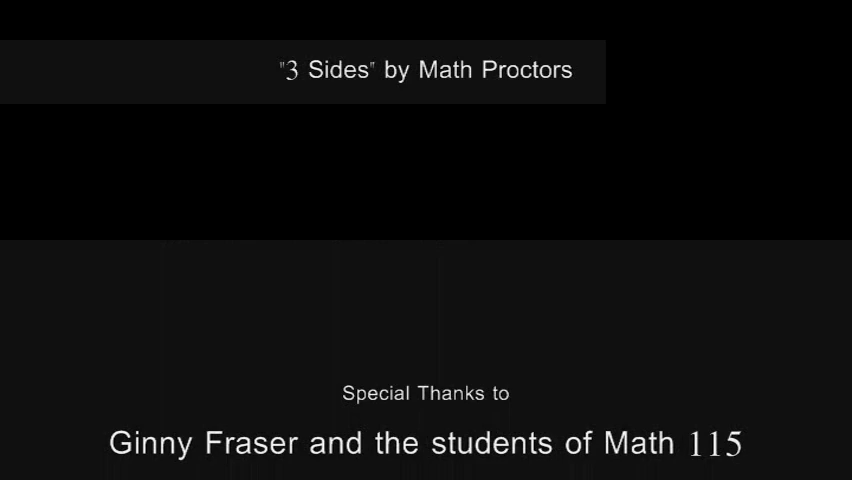 "3 Sides" by Math Proctors
Special Thanks to
Ginny Fraser and the students of Math 115